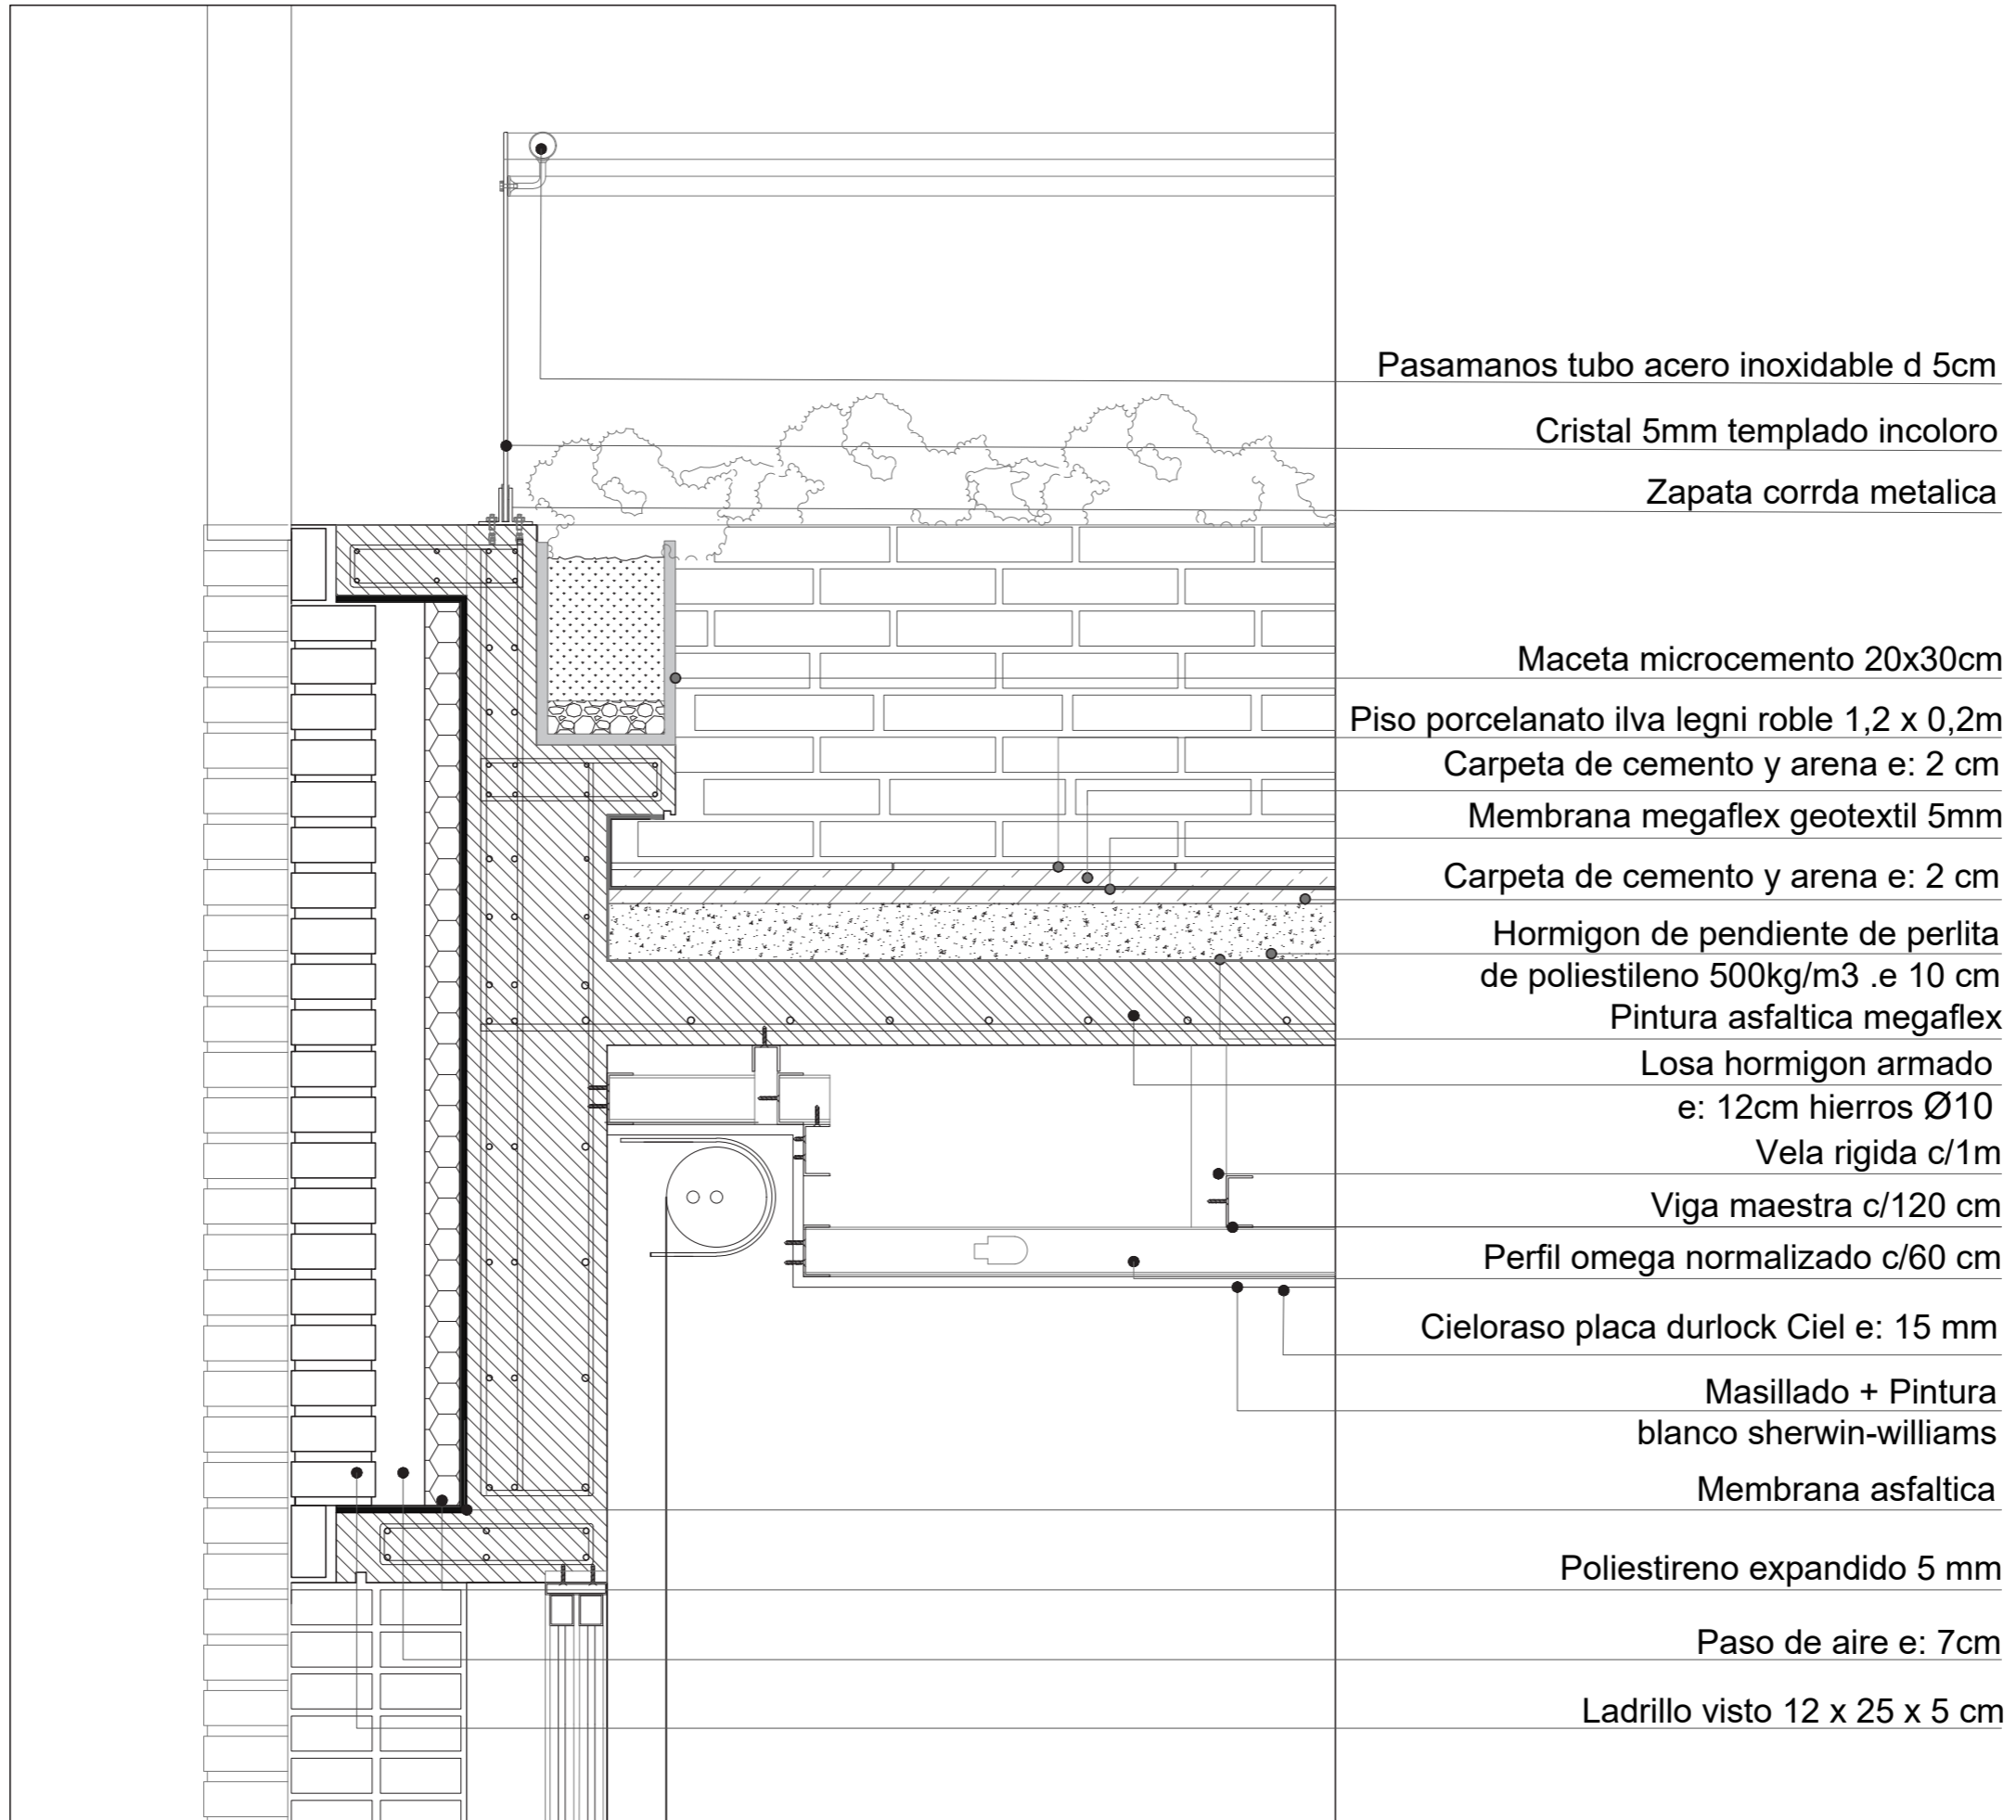 Pasamanos tubo acero inoxidable d 5cm
Cristal 5mm templado incoloro
Zapata corrda metalica
Maceta microcemento 20x30cm
Piso porcelanato ilva legni roble 1,2 x 0,2m
Carpeta de cemento y arena e: 2 cm
Membrana megaflex geotextil 5mm
Carpeta de cemento y arena e: 2 cm
Hormigon de pendiente de perlita
de poliestileno 500kg/m3 .e 10 cm
Pintura asfaltica megaflex
Losa hormigon armado
e: 12cm hierros Ø10
Vela rigida c/1m
Viga maestra c/120 cm
Perfil omega normalizado c/60 cm
Cieloraso placa durlock Ciel e: 15 mm
Masillado + Pintura
blanco sherwin-williams
Membrana asfaltica
Poliestireno expandido 5 mm
Paso de aire e: 7cm
Ladrillo visto 12 x 25 x 5 cm